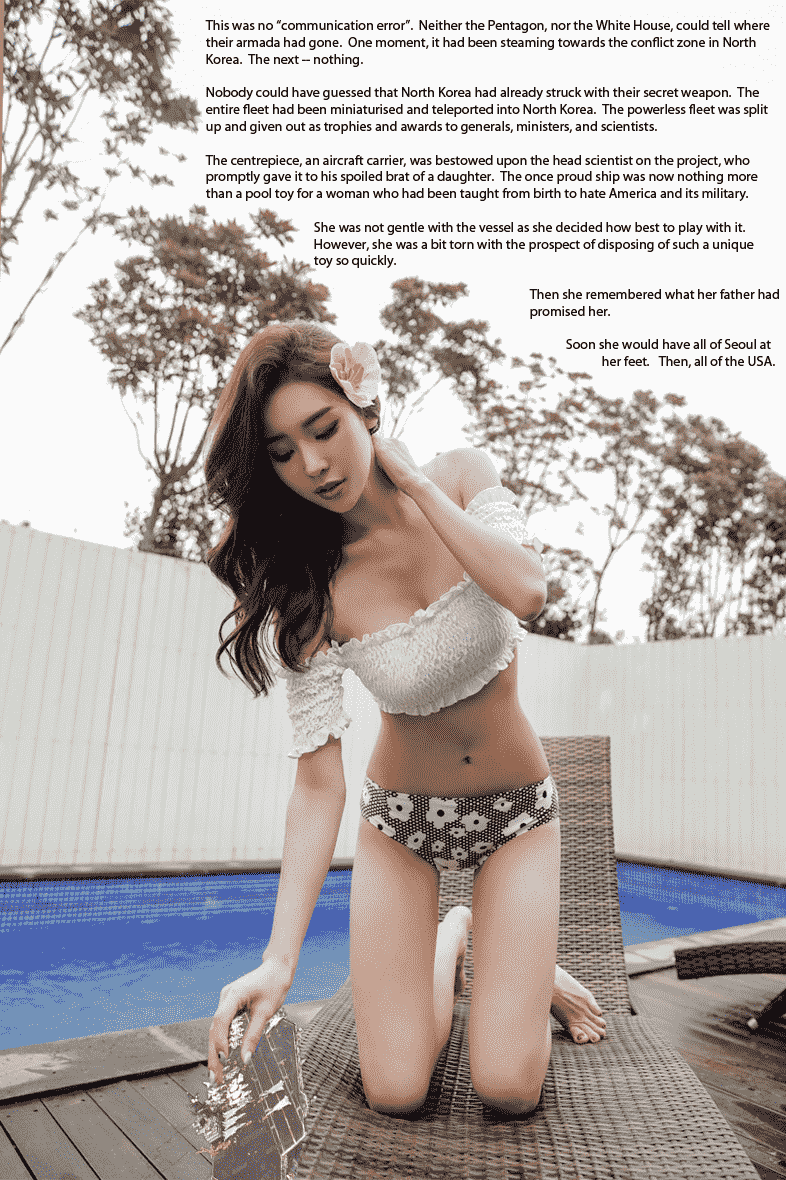 This was no “communication error”.  Neither the Pentagon, nor the White House, could tell where
their armada had gone.  One moment, it had been steaming towards the conflict zone in North
Korea.  The next -- nothing.
Nobody could have guessed that North Korea had already struck with their secret weapon.  The
entire fleet had been miniaturised and teleported into North Korea.  The powerless fleet was split
up and given out as trophies and awards to generals, ministers, and scientists.
The centrepiece, an aircraft carrier, was bestowed upon the head scientist on the project, who
promptly gave it to his spoiled brat of a daughter.  The once proud ship was now nothing more
than a pool toy for a woman who had been taught from birth to hate America and its military.
She was not gentle with the vessel as she decided how best to play with it.
However, she was a bit torn with the prospect of disposing of such a unique
toy so quickly.
Then she remembered what her father had
promised her.
Soon she would have all of Seoul at
her feet.   Then, all of the USA.